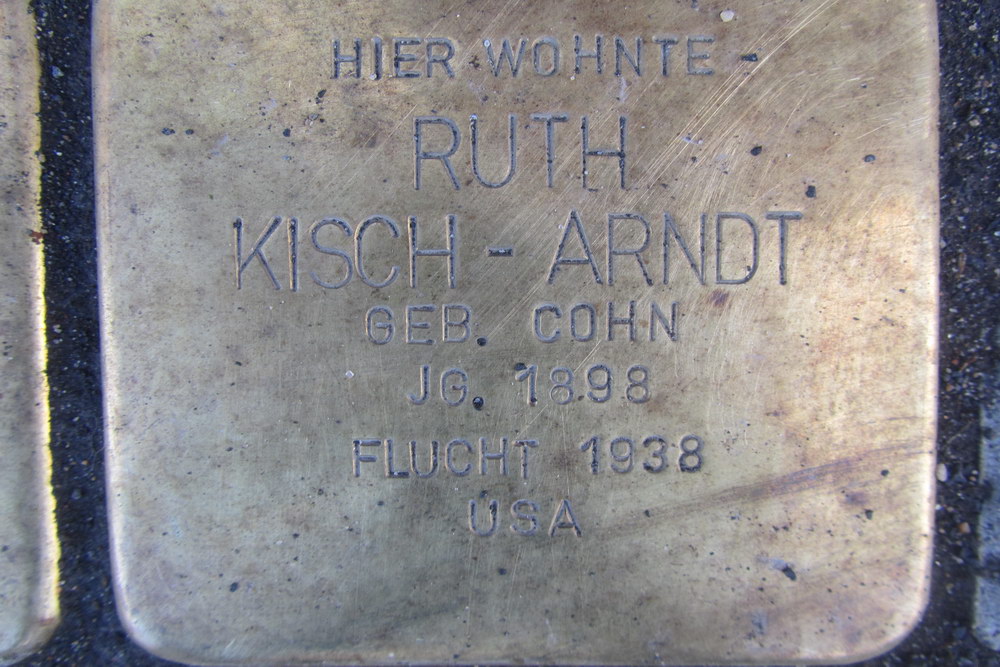 HIER WOHNTE
RUTH
KISCH-ARNDT
GEB. COHN
JG. 1898
FLUCHT 1938
USA